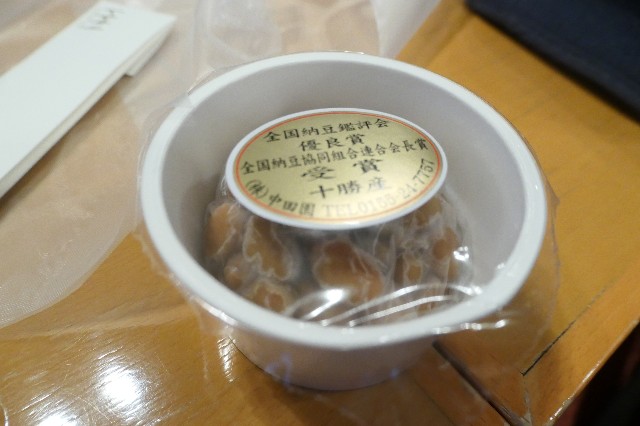 全国納豆鑑評会
優良賞
全国納豆協同組合連合会長賞
受賞
十勝産
(株)中田園 TEL0155-24-7757